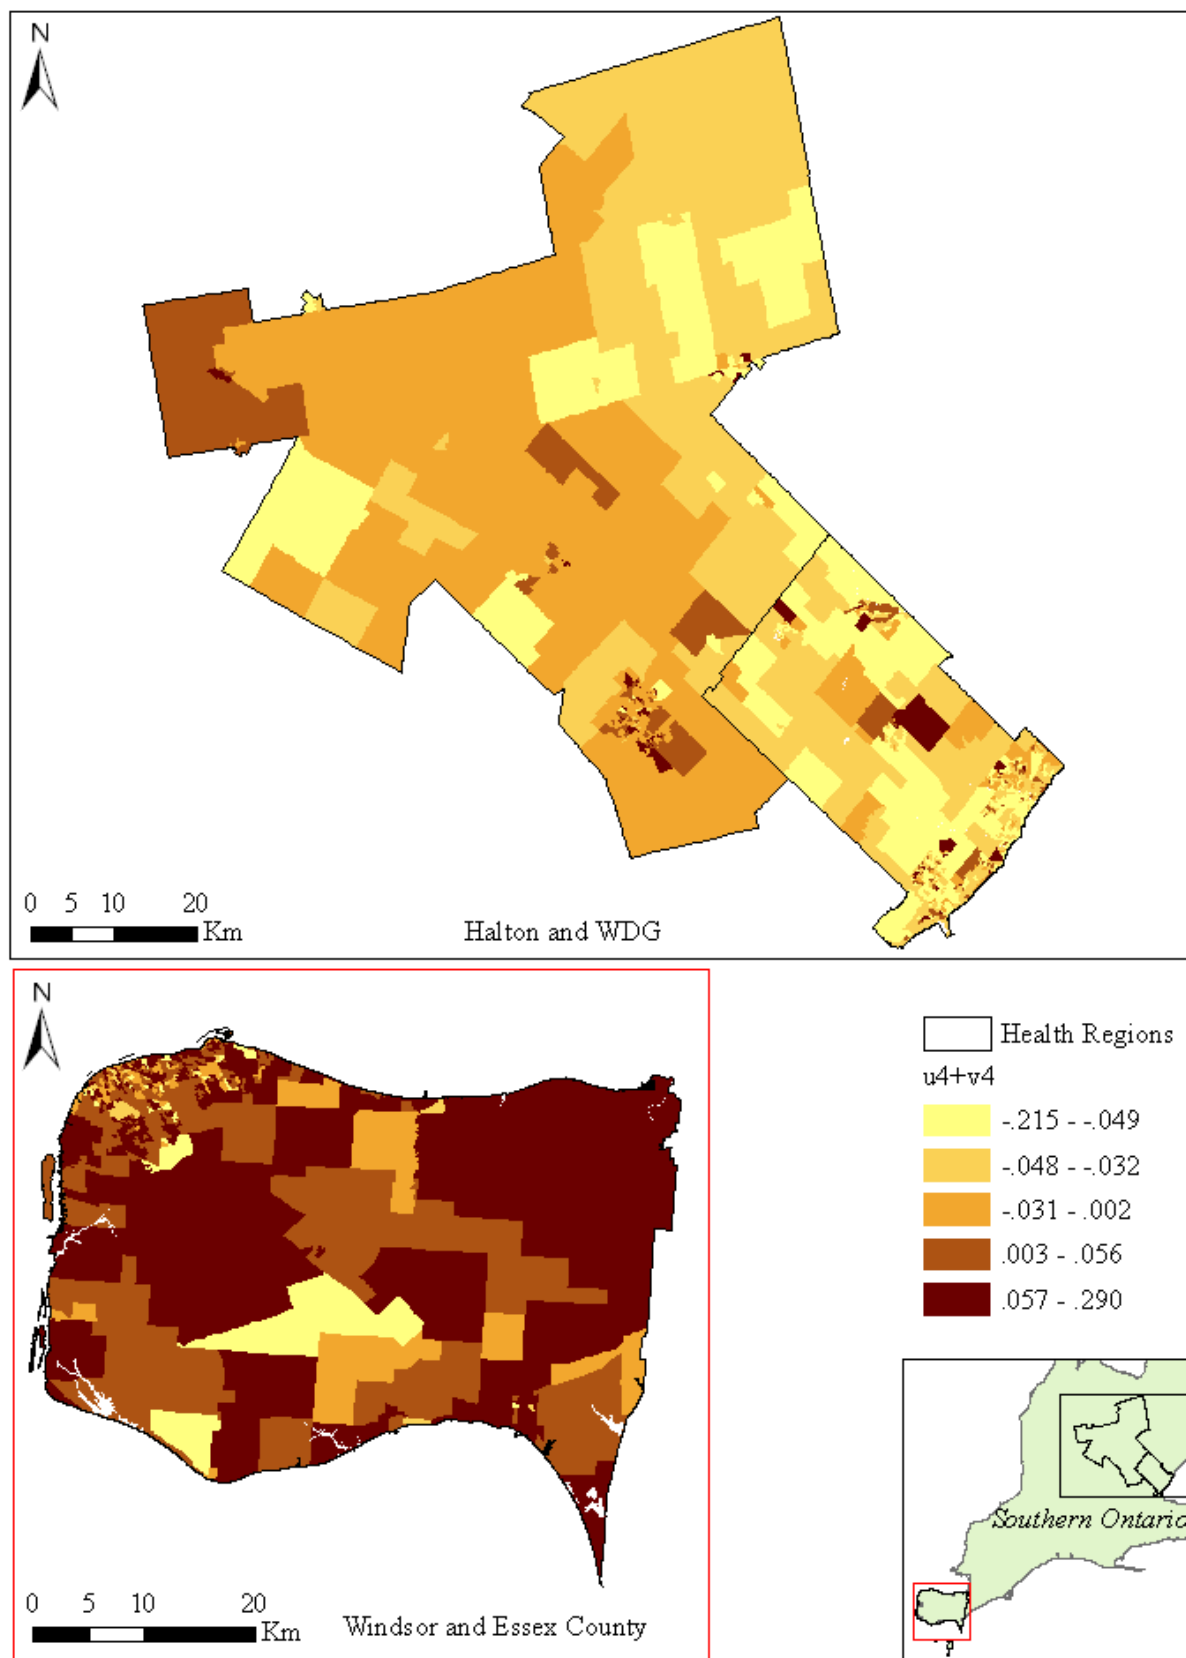 N
0 5 10 20
Km
Halton and WDG
N
0 5 10 20
Km
Windsor and Essex County
Health Regions
u4+v4
-.215 - -.049
-.048 - -.032
-.031 - .002
.003 - .056
.057 - .290
Southern Ontario